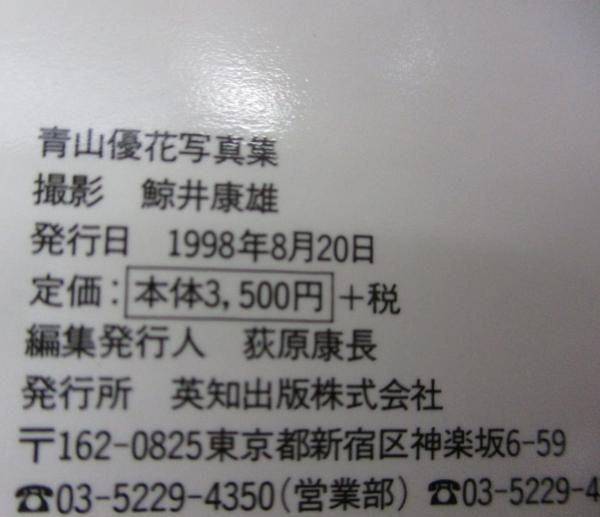 青山優花写真集
撮影　鯨井康雄
発行日　1998年8月20日
定価：本体3,500円+税
編集発行人　荻原康長
発行所　英知出版株式会社
〒162-0825東京都新宿区神楽坂6-59
☎03-5229-4350(営業部) ☎03-5229-4